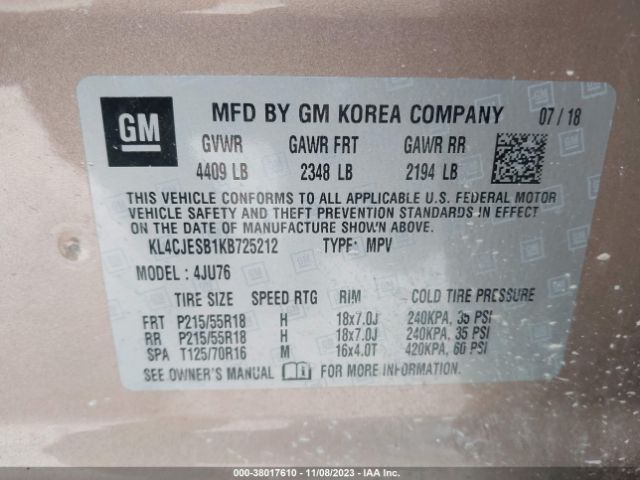 GM
MFD BY GM KOREA COMPANY 07/18
GVWR GAWR FRT GAWR RR
4409 LB 2348 LB 2194 LB
THIS VEHICLE CONFORMS TO ALL APPLICABLE U.S. FEDERAL MOTOR
VEHICLE SAFETY AND THEFT PREVENTION STANDARDS IN EFFECT
ON THE DATE OF MANUFACTURE SHOWN ABOVE.
KL4CJESB1KB725212 TYPE: MPV
MODEL : 4JU76
TIRE SIZE SPEED RTG RIM COLD TIRE PRESSURE
FRT P215/55R18 H 18x7.0J 240KPA, 35 PSI
RR P215/55R18 H 18x7.0J 240KPA, 35 PSI
SPA T125/70R16 M 16x4.0T 420KPA, 60 PSI
SEE OWNER'S MANUAL FOR MORE INFORMATION.
000-38017610 - 11/08/2023 - IAA Inc.